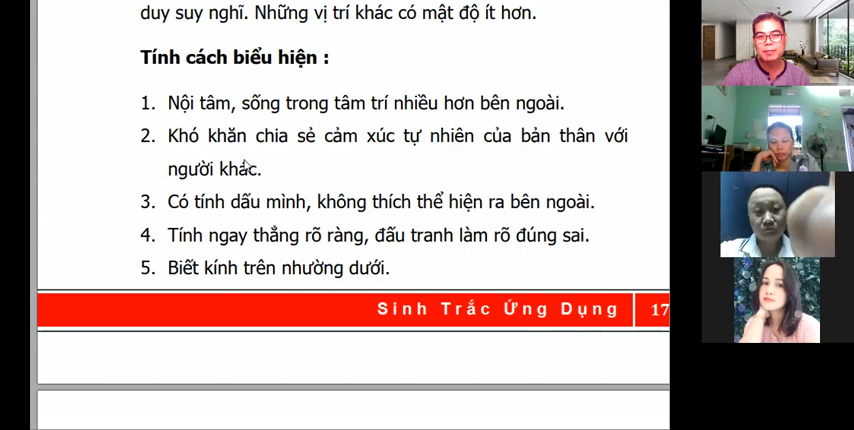 duy suy nghĩ. Những vị trí khác có mật độ ít hơn.
Tính cách biểu hiện :
1. Nội tâm, sống trong tâm trí nhiều hơn bên ngoài.
2. Khó khăn chia sẻ cảm xúc tự nhiên của bản thân với
người khác.
3. Có tính dấu mình, không thích thể hiện ra bên ngoài.
4. Tính ngay thẳng rõ ràng, đấu tranh làm rõ đúng sai.
5. Biết kính trên nhường dưới.
Sinh Trắc Ứng Dụng 17